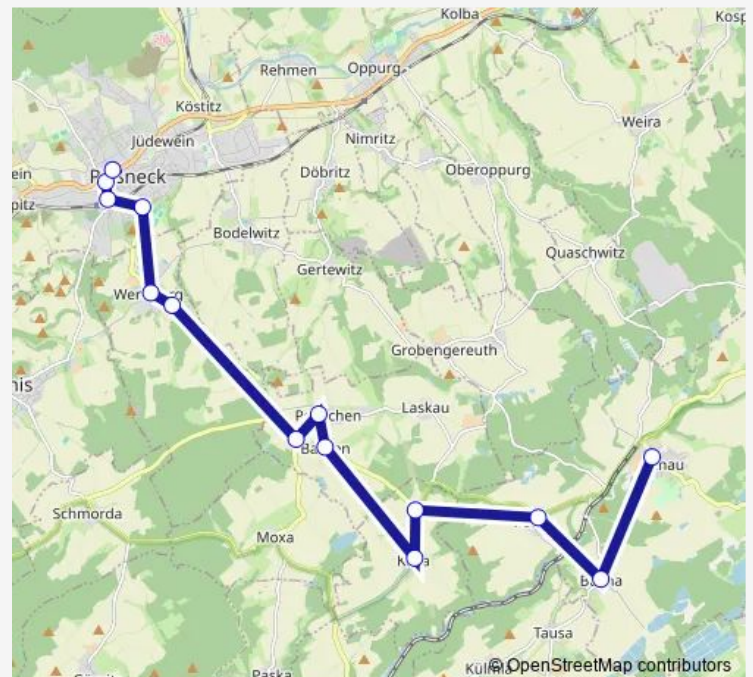 Kolba
Kosp
Rehmen
Oppurg
Köstitz
Weira
Jüdewein
Nimritz
ein
Döbritz
Oberoppurg
pitz
Bodelwitz
Quaschwitz
Gertewitz
Grobengereuth
nis
Laskau
Schmorda
Moxa
Tausa
Paska
© OpenStreetMap contributors